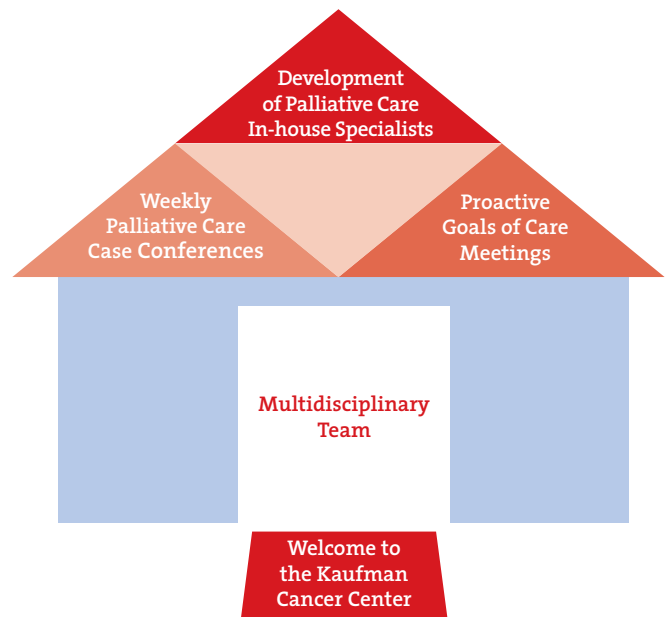 Development
of Palliative Care
In-house Specialists
Weekly
Palliative Care
Case Conferences
Proactive
Goals of Care
Meetings
Multidisciplinary
Team
Welcome to
the Kaufman
Cancer Center